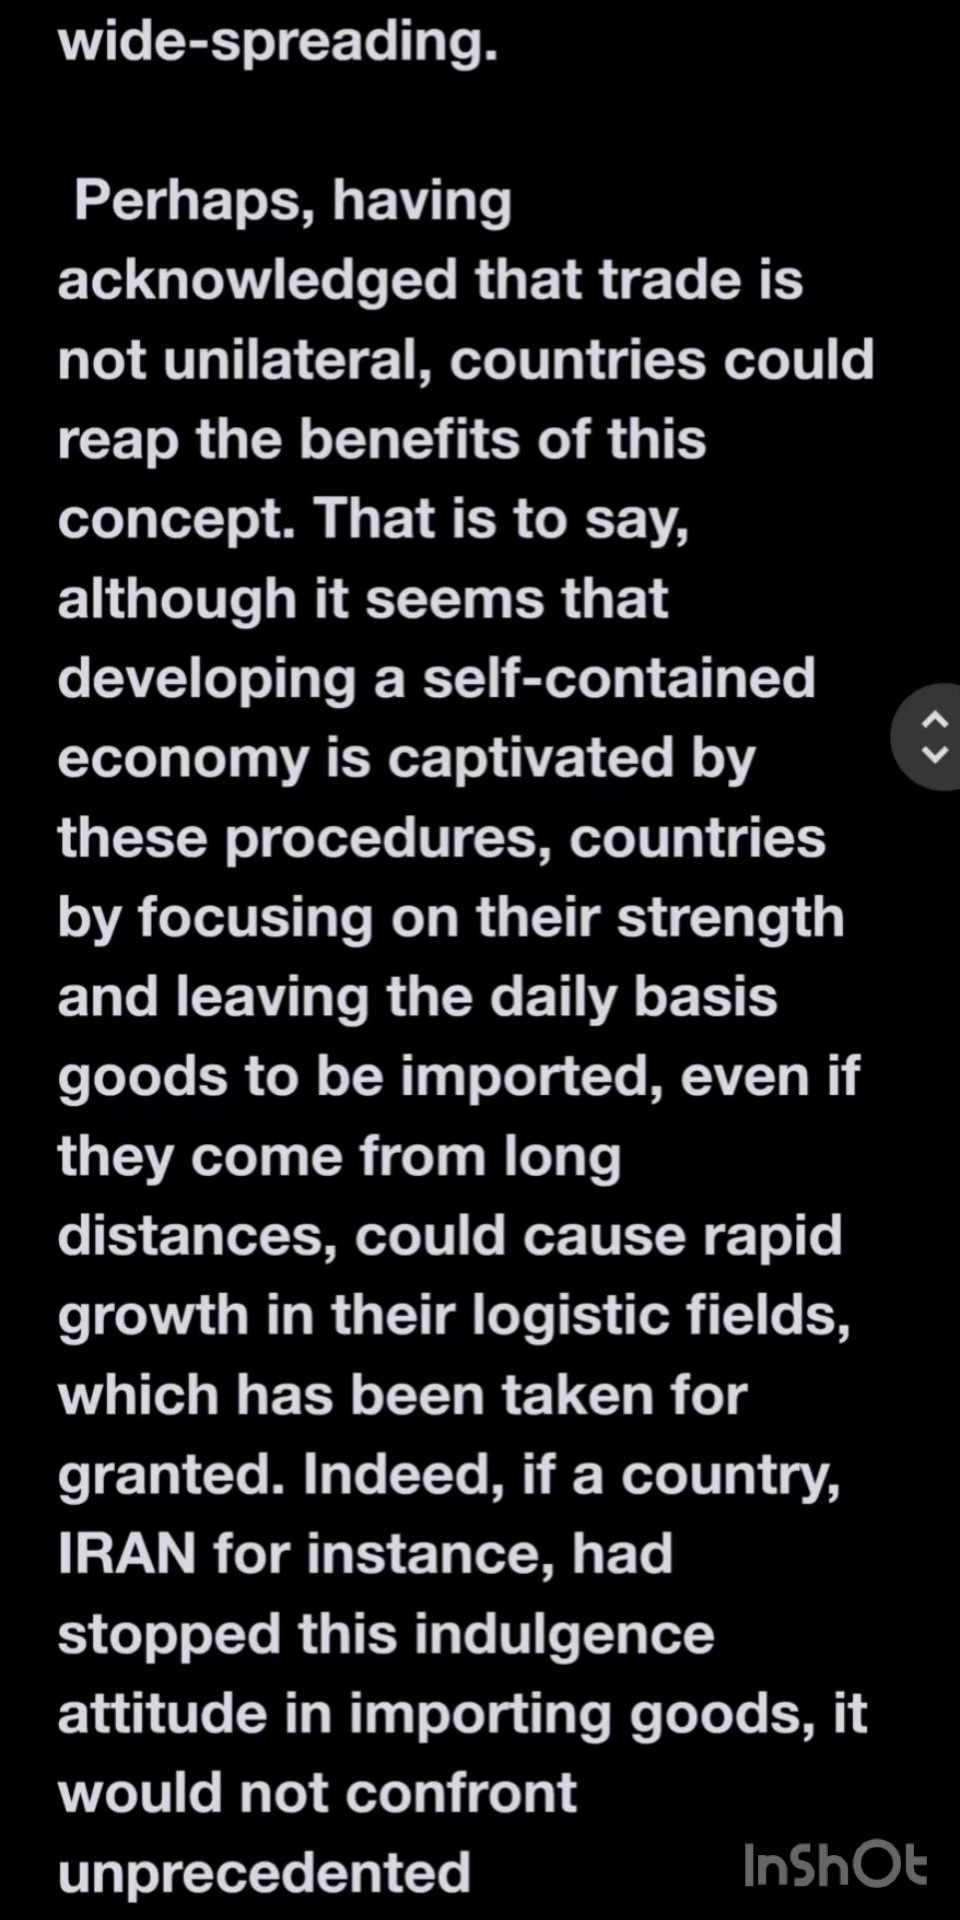 wide-spreading.
Perhaps, having
acknowledged that trade is
not unilateral, countries could
reap the benefits of this
concept. That is to say,
although it seems that
developing a self-contained
economy is captivated by
these procedures, countries
by focusing on their strength
and leaving the daily basis
goods to be imported, even if
they come from long
distances, could cause rapid
growth in their logistic fields,
which has been taken for
granted. Indeed, if a country,
IRAN for instance, had
stopped this indulgence
attitude in importing goods, it
would not confront
unprecedented
InShOt